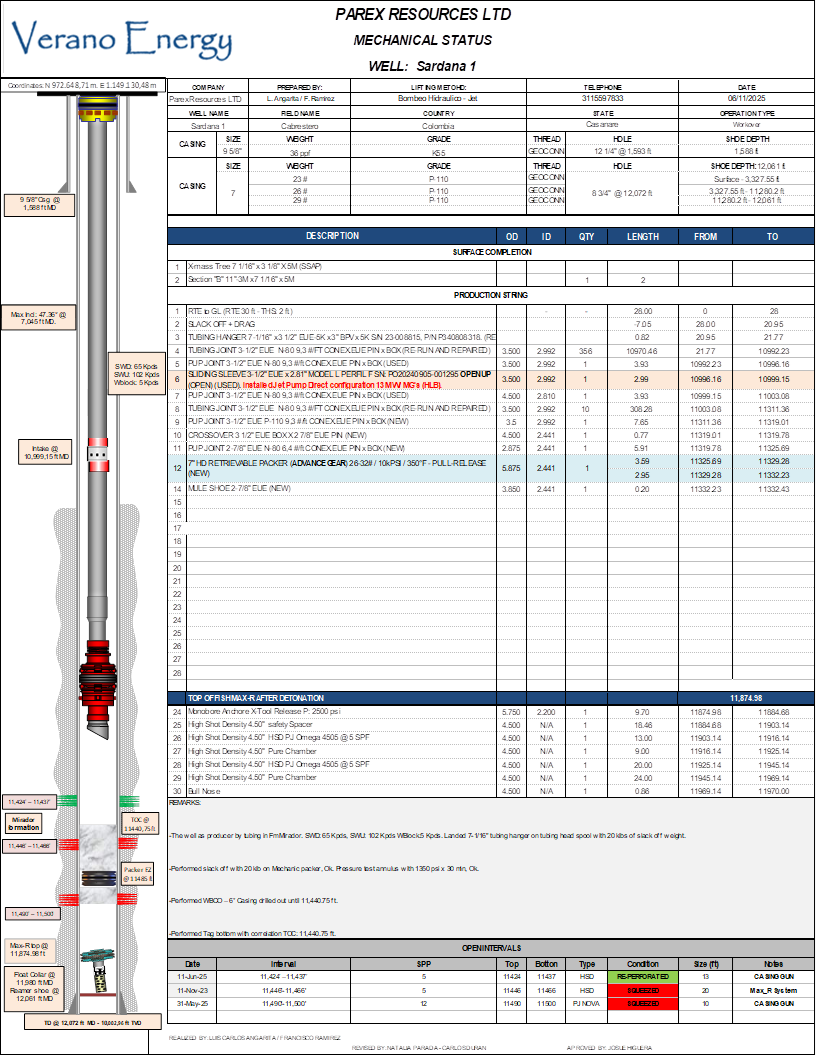 Verano Energy
PAREX RESOURCES LTD
MECHANICAL STATUS
WELL: Sardana 1
Coordinates: N 972.648,71 m. E 1.149.130,48 m
COMPANY PREPARED BY: LIFTING METOHD: TELEPHONE DATE
Parex Resources LTD L. Angarita / F. Ramirez Bombeo Hidraulico - Jet 3115597833 06/11/2025
WELL NAME FIELD NAME COUNTRY STATE OPERATION TYPE
Sardana 1 Cabrestero Colombia Casanare Workover
CASING SIZE WEIGHT GRADE THREAD HOLE SHOE DEPTH
9 5/8" 36 ppf K55 GEOCONN 12 1/4" @ 1,593 ft 1,588 ft
CASING SIZE WEIGHT GRADE THREAD HOLE SHOE DEPTH: 12,061 ft
7 8 3/4" @ 12,072 ft
23 # P-110 GEOCONN Surface - 3,327.55 ft
26 # P-110 GEOCONN 3,327.55 ft - 11,280.2 ft
29 # P-110 GEOCONN 11,280.2 ft - 12,061 ft
DESCRIPTION OD ID QTY LENGTH FROM TO
SURFACE COMPLETION
1 X-mass Tree 7 1/16" x 3 1/8" X 5M (SSAP)
2 Section "B" 11"-3M x 7 1/16" x 5M 1 2
PRODUCTION STRING
1 RTE to GL (RTE 30 ft - THS: 2 ft) - - 28.00 0 28
2 SLACK OFF + DRAG -7.05 28.00 20.95
3 TUBING HANGER 7-1/16" x 3 1/2" EUE-5K x3" BPV x 5K S/N 23-008815, P/N P340808318. (RE 0.82 20.95 21.77
4 TUBING JOINT 3-1/2" EUE N-80 9,3 #/FT CONEX.EUE PIN x BOX (RE-RUN AND REPAIRED) 3.500 2.992 356 10970.46 21.77 10992.23
5 PUP JOINT 3-1/2" EUE N-80 9,3 #/ft CONEX.EUE PIN x BOX (USED) 3.500 2.992 1 3.93 10992.23 10996.16
6 SLIDING SLEEVE 3-1/2" EUE x 2.81" MODEL L PERFIL F SN: PO20240905-001295 OPEN UP
(OPEN) (USED). Installed Jet Pump Direct configuration 13 MW/ MG's (HLB). 3.500 2.992 1 2.99 10996.16 10999.15
7 PUP JOINT 3-1/2" EUE N-80 9,3 #/ft CONEX.EUE PIN x BOX (USED) 4.500 2.810 1 3.93 10999.15 11003.08
8 TUBING JOINT 3-1/2" EUE N-80 9,3 #/ft CONEX.EUE PIN x BOX (RE-RUN AND REPAIRED) 3.500 2.992 10 308.28 11003.08 11311.36
9 PUP JOINT 3-1/2" EUE P-110 9,3 #/ft CONEX.EUE PIN x BOX (NEW) 3.5 2.992 1 7.65 11311.36 11319.01
10 CROSSOVER 3 1/2" EUE BOX X 2 7/8" EUE PIN (NEW) 4.500 2.441 1 0.77 11319.01 11319.78
11 PUP JOINT 2-7/8" EUE N-80 6,4 #/ft CONEX.EUE PIN x BOX (NEW) 2.875 2.441 1 5.91 11319.78 11325.69
12 7" HD RETRIEVABLE PACKER (ADVANCE GEAR) 26-32# / 10kPSI / 350°F - PULL-RELEASE
(NEW) 5.875 2.441 1 3.59 11325.69 11329.28
2.95 11329.28 11332.23
14 MULE SHOE 2-7/8" EUE (NEW) 3.850 2.441 0.20 11332.23 11332.43
15
16
17
18
19
20
21
22
23
24
25
26
27
28
TOP OF FISH MAX-R AFTER DETONATION 11,874.98
24 Monobore Anchore X-Tool Release P: 2500 psi 5.750 2.200 1 9.70 11874.98 11884.68
25 High Shot Density 4.50" safety Spacer 4.500 N/A 1 18.46 11884.68 11903.14
26 High Shot Density 4.50" HSD PJ Omega 4505 @ 5 SPF 4.500 N/A 1 13.00 11903.14 11916.14
27 High Shot Density 4.50" Pure Chamber 4.500 N/A 1 9.00 11916.14 11925.14
28 High Shot Density 4.50" HSD PJ Omega 4505 @ 5 SPF 4.500 N/A 1 20.00 11925.14 11945.14
29 High Shot Density 4.50" Pure Chamber 4.500 N/A 1 24.00 11945.14 11969.14
30 Bull Nose 4.500 N/A 1 0.86 11969.14 11970.00
REMARKS:
-The well as producer by tubing in Fm Mirador. SWD: 65 Kpds, SWU: 102 Kpds WBlock:5 Kpds. Landed 7-1/16" tubing hanger on tubing head spool with 20 klbs of slack off weight.
-Performed slack off with 20 klb on Mechanic packer, Ok. Pressure test annulus with 1350 psi x 30 min, Ok.
-Performed WBCO – 6" Casing drilled out until 11,440.75 ft.
-Performed Tag bottom with correlation TOC: 11,440.75 ft.
OPEN INTERVALS
Date Interval SPP Top Bottom Type Condition Size (ft) Notes
11-Jun-25 11,424´ – 11,437' 5 11424 11437 HSD RE-PERFORATED 13 CASING GUN
11-Nov-23 11,446'-11,466' 5 11446 11466 HSD SQUEEZED 20 Max_R System
31-May-25 11,490'-11,500' 12 11490 11500 PJ NOVA SQUEEZED 10 CASING GUN
REALIZED BY: LUIS CARLOS ANGARITA / FRANCISCO RAMIREZ
REVISED BY: NATALIA PARADA - CARLOS DURAN
APROVED BY: JOSUE HIGUERA
9 5/8" Csg @
1,588 ft MD
Max Incl.: 47,36° @
7,045 ft MD.
SWD: 65 Kpds
SWU: 102 Kpds
Wblock: 5 Kpds
Intake @
10,999,15 ft MD
11,424' – 11,437'
Mirador
formation
TOC @
11440,75 ft
11,446' – 11,466'
Packer EZ
@ 11485 ft
11,490' – 11,500'
Max-R top @
11,874.98 ft
Float Collar @
11,980 ft MD
Reamer shoe @
12,061 ft MD
TD @ 12,072 ft MD –